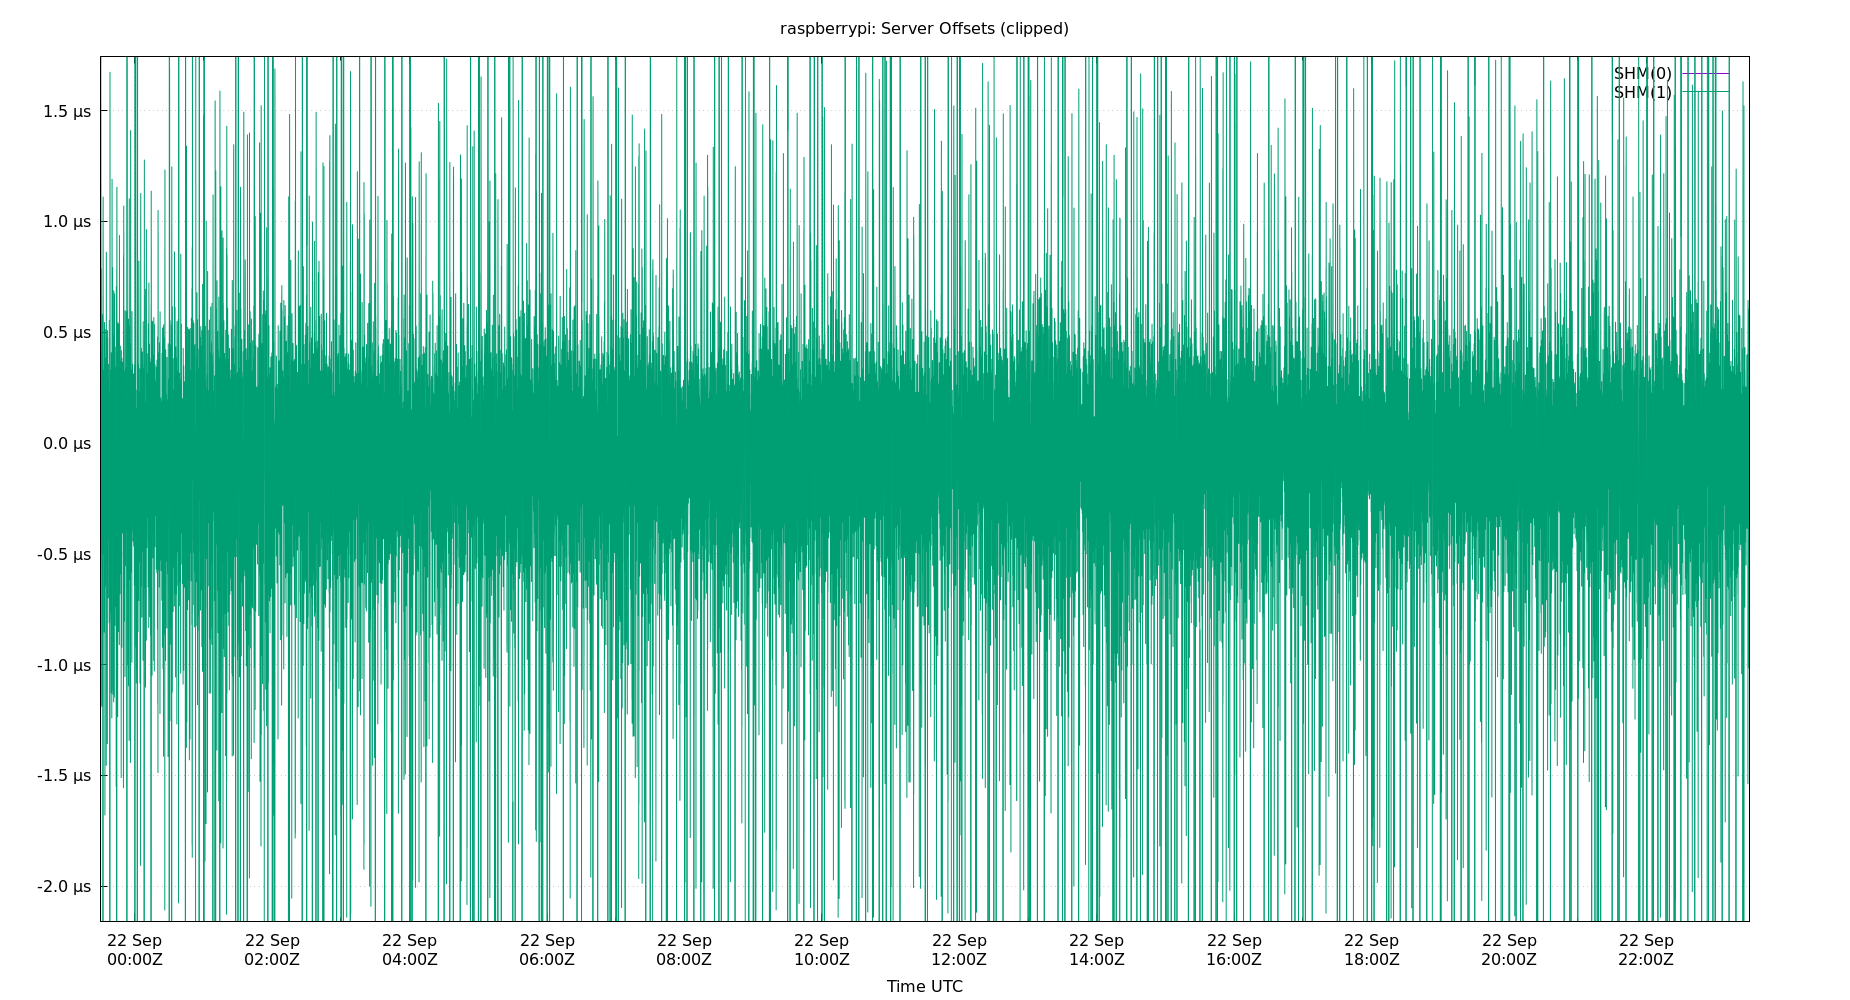 raspberrypi: Server Offsets (clipped)
SHM(0)
SHM(1)
1.5 µs
1.0 µs
0.5 µs
0.0 µs
-0.5 µs
-1.0 µs
-1.5 µs
-2.0 µs
22 Sep 22 Sep 22 Sep 22 Sep 22 Sep 22 Sep 22 Sep 22 Sep 22 Sep 22 Sep 22 Sep 22 Sep
00:00Z 02:00Z 04:00Z 06:00Z 08:00Z 10:00Z 12:00Z 14:00Z 16:00Z 18:00Z 20:00Z 22:00Z
Time UTC